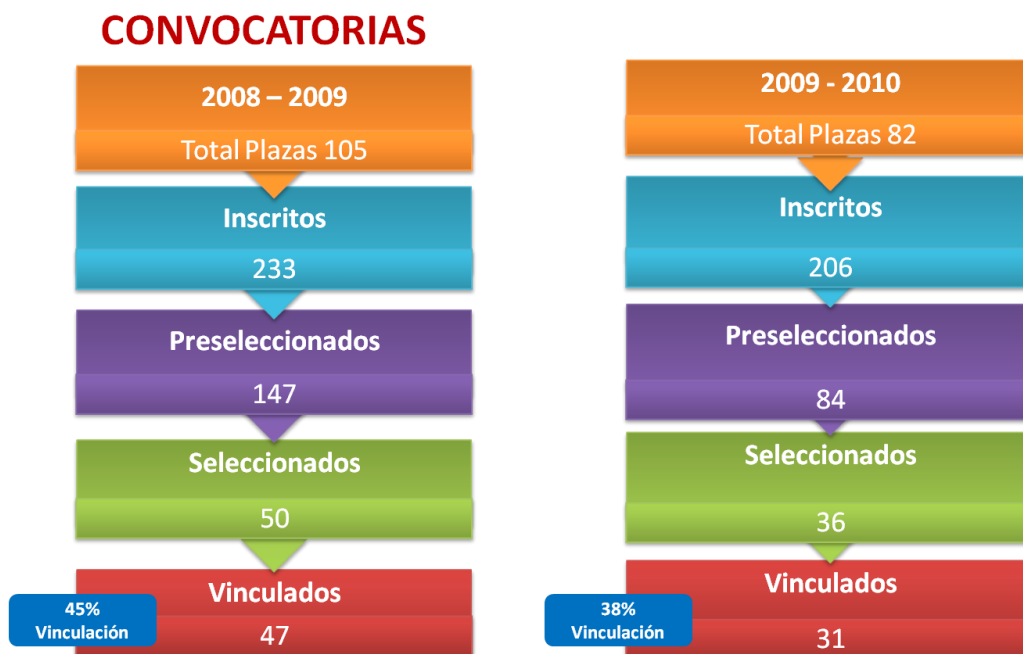 CONVOCATORIAS
2008 – 2009
Total Plazas 105
Inscritos
233
Preseleccionados
147
Seleccionados
50
Vinculados
47
45%
Vinculación
2009 - 2010
Total Plazas 82
Inscritos
206
Preseleccionados
84
Seleccionados
36
Vinculados
31
38%
Vinculación